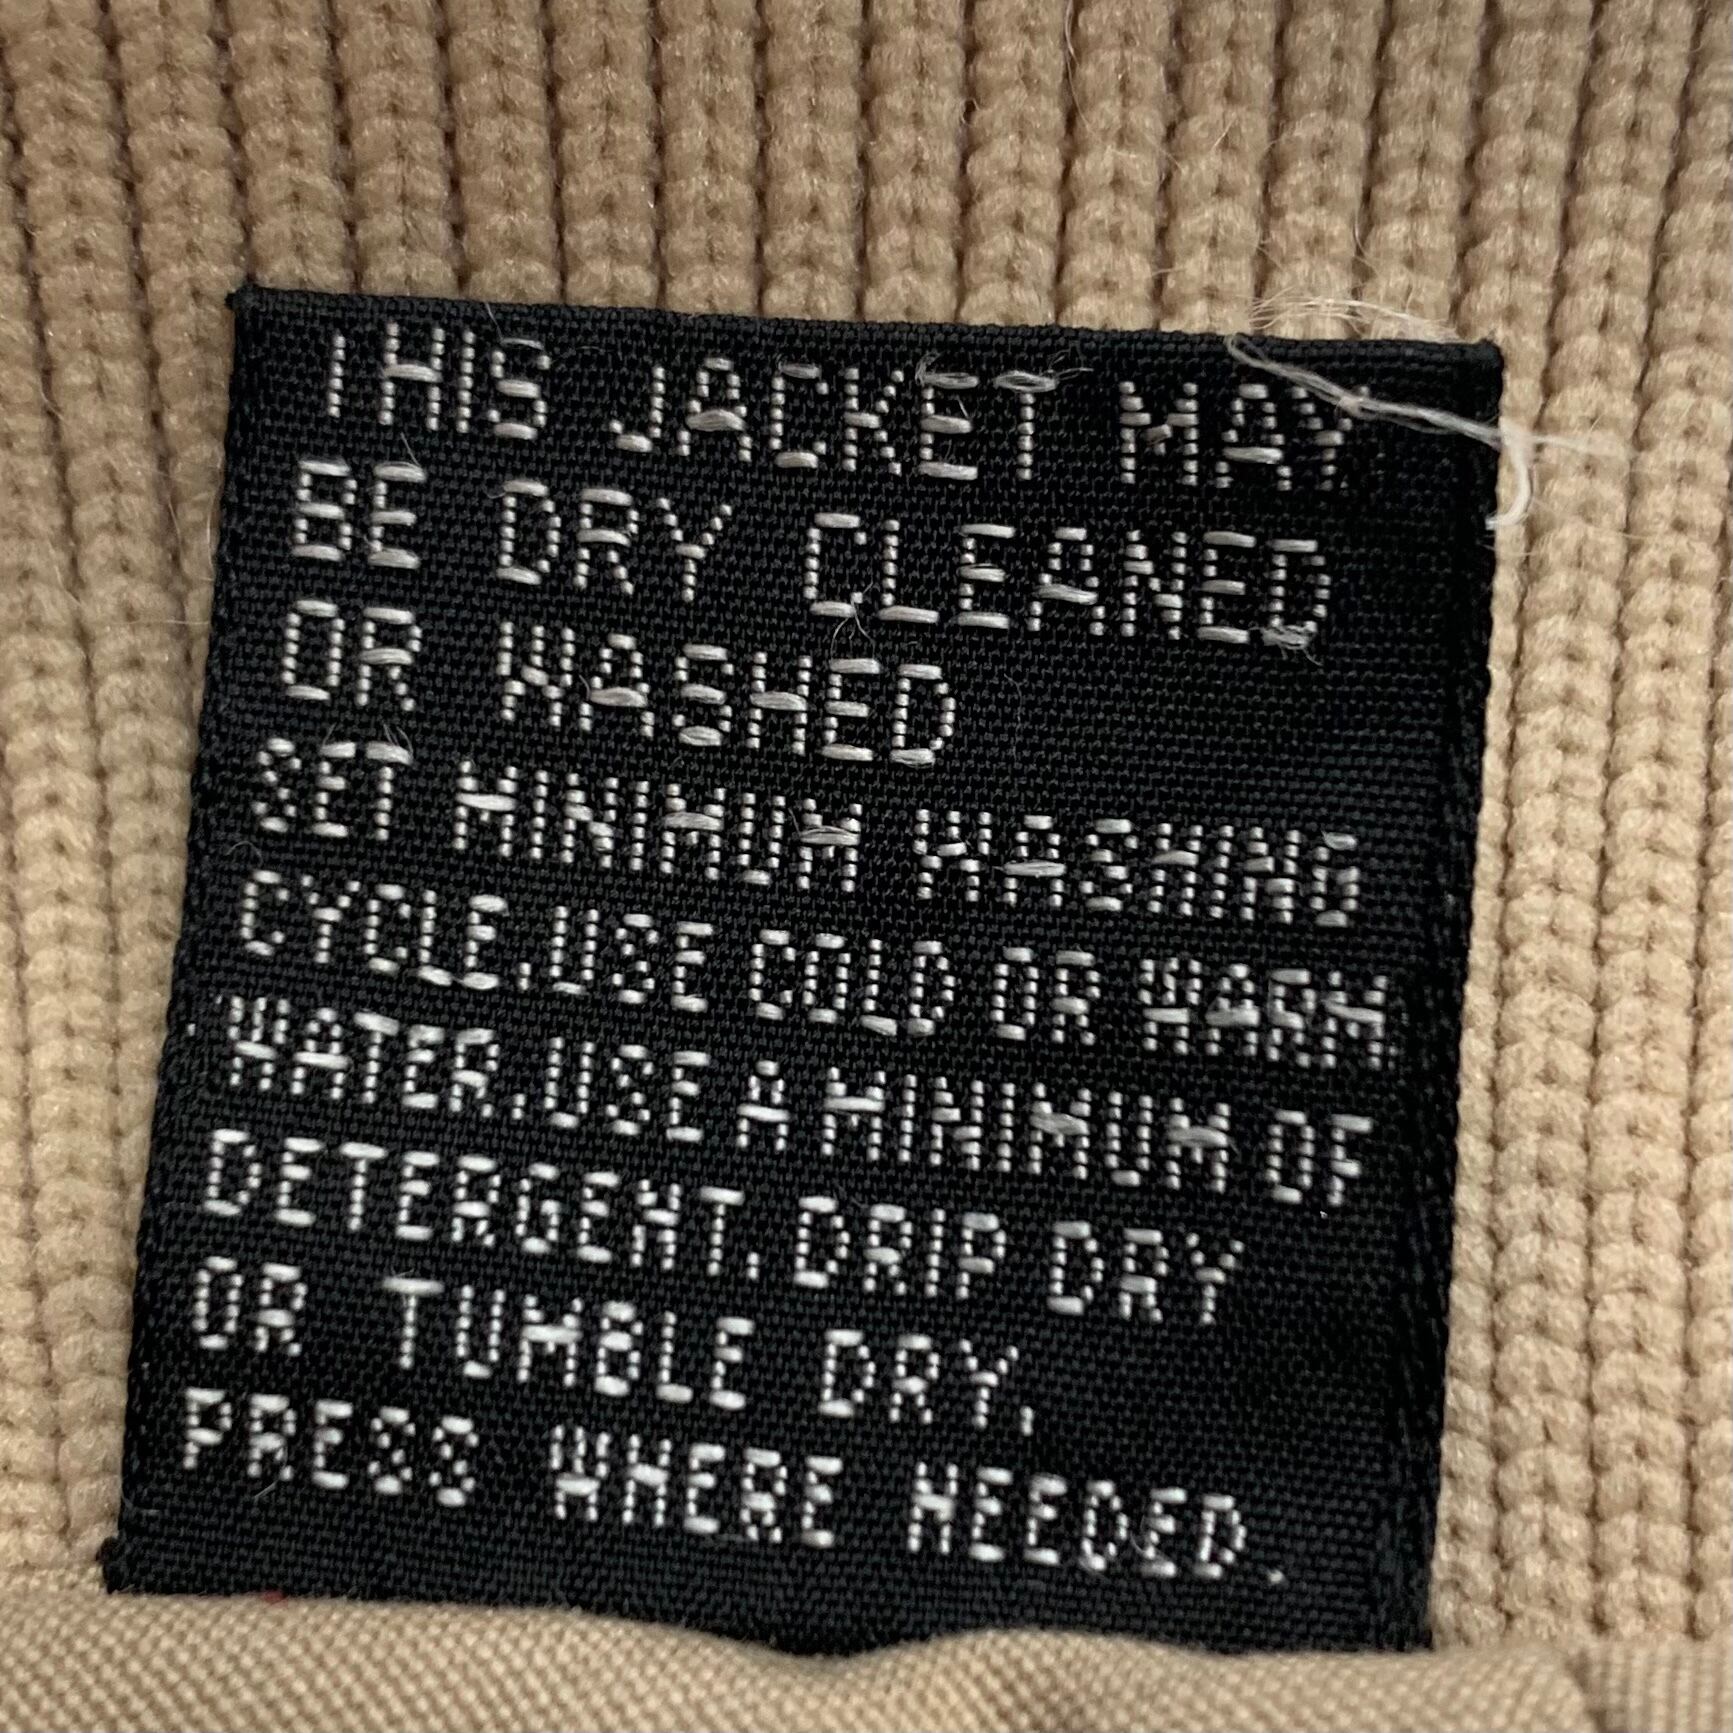 THIS JACKET MAY
BE DRY CLEANED
OR WASHED
SET MINIMUM WASHING
CYCLE.USE COLD OR WARM
WATER.USE A MINIMUM OF
DETERGENT. DRIP DRY
OR TUMBLE DRY,
PRESS WHERE NEEDED.